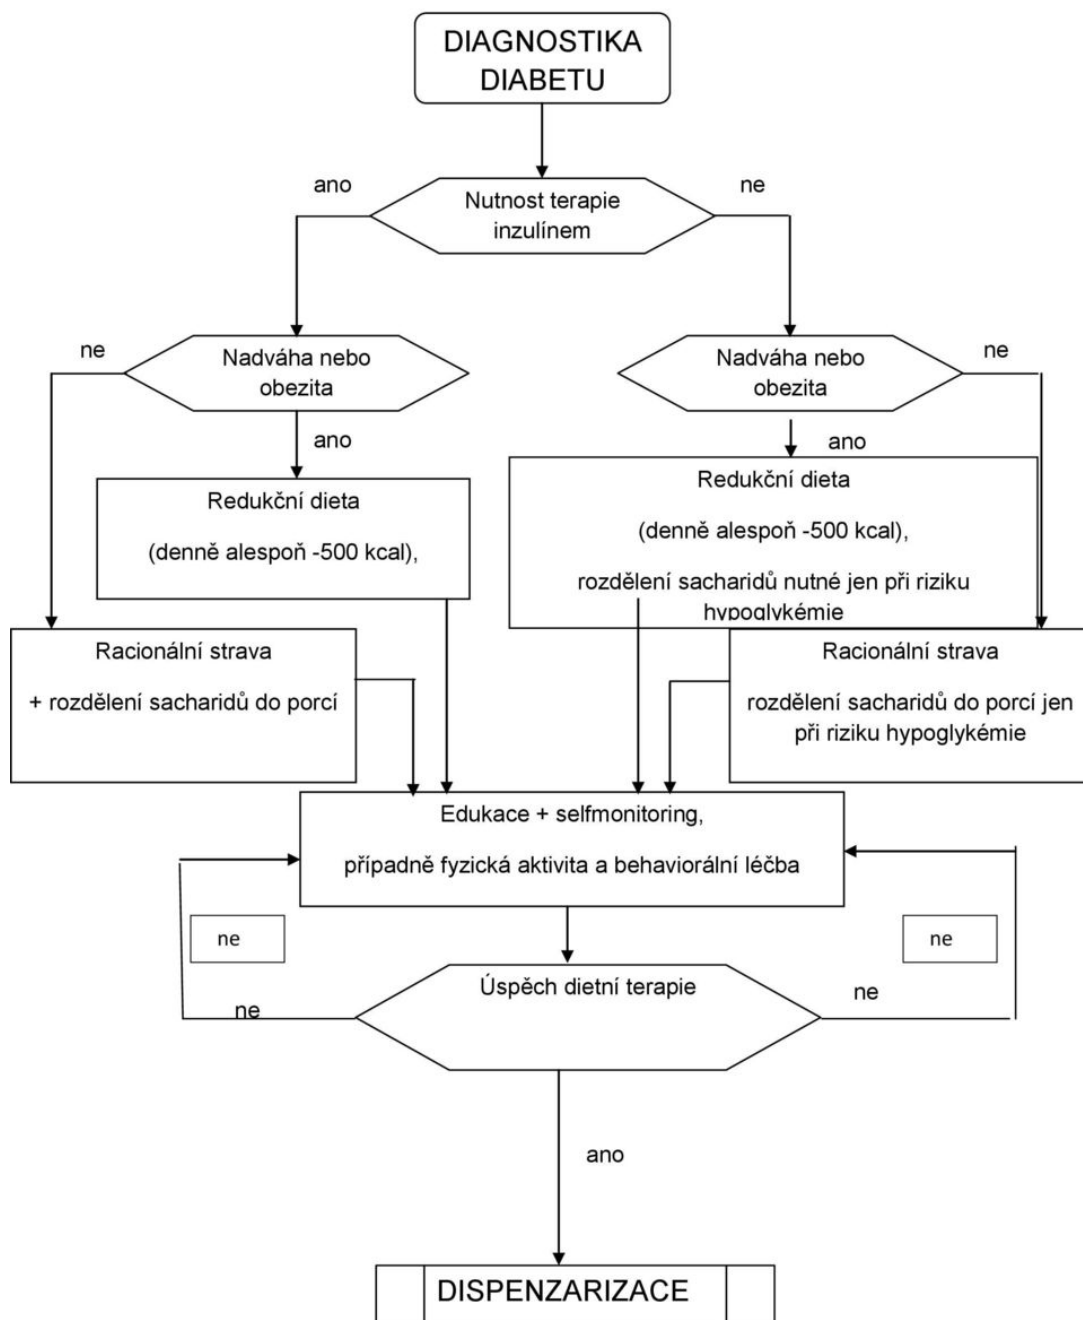 DIAGNOSTIKA
DIABETU
ano
ne
Nutnost terapie
inzulínem
ne
Nadváha nebo
obezita
Nadváha nebo
obezita
ne
ano
ano
Redukční dieta
(denně alespoň -500 kcal),
Redukční dieta
(denně alespoň -500 kcal),
rozdělení sacharidů nutné jen při riziku
hypoglykémie
Racionální strava
+ rozdělení sacharidů do porcí
Racionální strava
rozdělení sacharidů do porcí jen
při riziku hypoglykémie
Edukace + selfmonitoring,
případně fyzická aktivita a behaviorální léčba
ne
ne
Úspěch dietní terapie
ne
ne
ano
DISPENZARIZACE